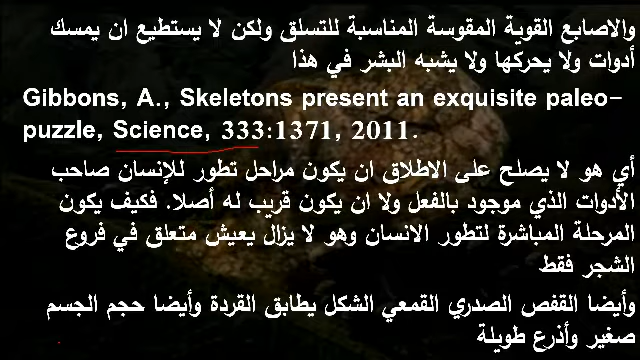 والاصابع القوية المقوسة المناسبة للتسلق ولكن لا يستطيع ان يمسك
أدوات ولا يحركها ولا يشبه البشر في هذا
Gibbons, A., Skeletons present an exquisite paleo-
puzzle, Science, 333:1371, 2011.
أي هو لا يصلح على الاطلاق ان يكون مراحل تطور للإنسان صاحب
الأدوات الذي موجود بالفعل ولا ان يكون قريب له أصلا. فكيف يكون
المرحلة المباشرة لتطور الانسان وهو لا يزال يعيش متعلق في فروع
الشجر فقط
وأيضا القفص الصدري القمعي الشكل يطابق القردة وأيضا حجم الجسم
صغير وأذرع طويلة